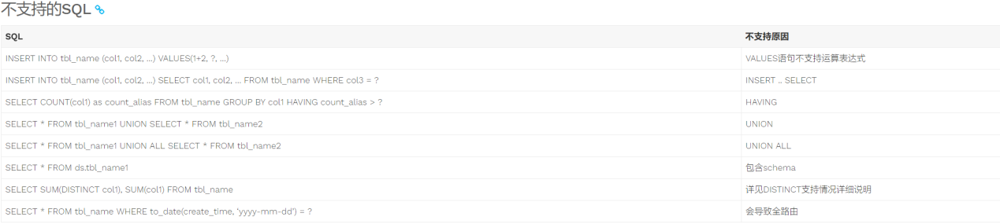 不支持的SQL
SQL 不支持原因
INSERT INTO tbl_name (col1, col2, ...) VALUES(1+2, ?, ...) VALUES语句不支持运算表达式
INSERT INTO tbl_name (col1, col2, ...) SELECT col1, col2, ... FROM tbl_name WHERE col3 = ? INSERT .. SELECT
SELECT COUNT(col1) as count_alias FROM tbl_name GROUP BY col1 HAVING count_alias > ? HAVING
SELECT * FROM tbl_name1 UNION SELECT * FROM tbl_name2 UNION
SELECT * FROM tbl_name1 UNION ALL SELECT * FROM tbl_name2 UNION ALL
SELECT * FROM ds.tbl_name1 包含schema
SELECT SUM(DISTINCT col1), SUM(col1) FROM tbl_name 详见DISTINCT支持情况详细说明
SELECT * FROM tbl_name WHERE to_date(create_time, 'yyyy-mm-dd') = ? 会导致全路由